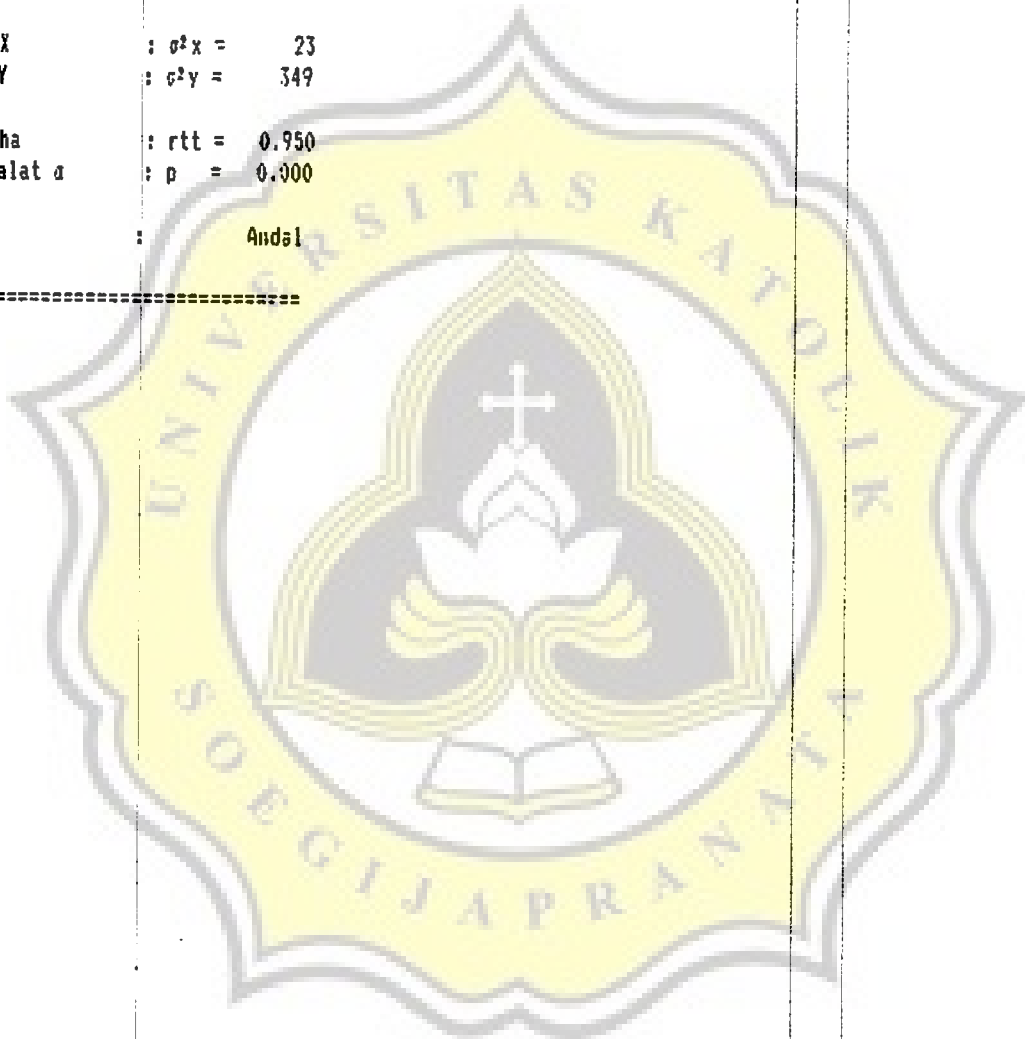 X : σ²x = 23
Y : σ²y = 349
ha : rtt = 0.950
alat α : p = 0.000
: Andal
==============================
UNIVERSITAS KATOLIK
SOEGIJAPRANATA